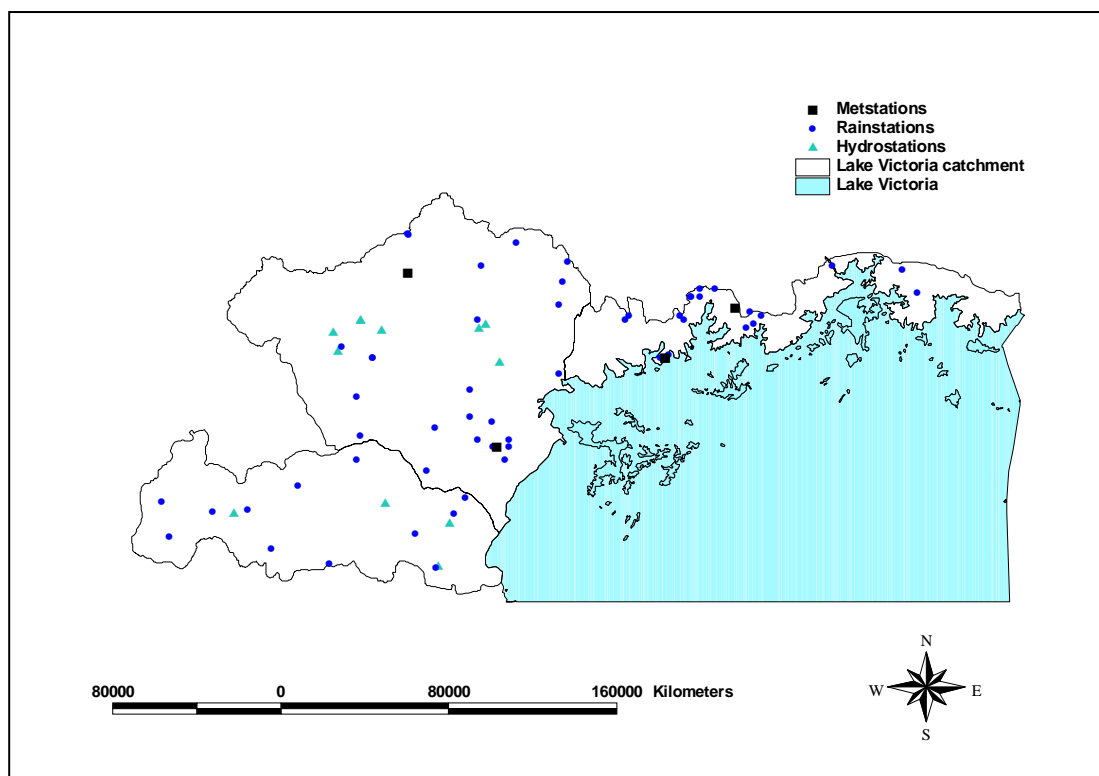 Metstations
Rainstations
Hydrostations
Lake Victoria catchment
Lake Victoria
80000 0 80000 160000 Kilometers
N
W E
S